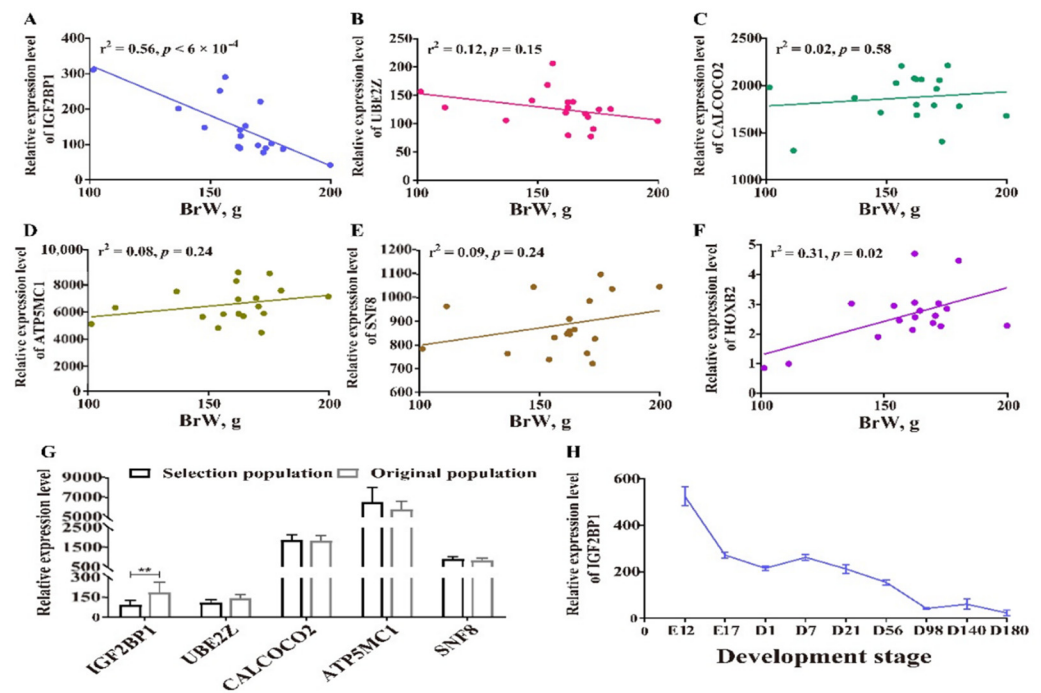 A
r² = 0.56, p < 6 × 10⁻⁴
Relative expression level
of IGF2BP1
400
300
200
100
0
100
150
200
BrW, g
B
r² = 0.12, p = 0.15
Relative expression level
of UBE2Z
250
200
150
100
50
0
100
150
200
BrW, g
C
r² = 0.02, p = 0.58
Relative expression level
of CALCOCO2
2500
2000
1500
1000
100
150
200
BrW, g
D
r² = 0.08, p = 0.24
Relative expression level
of ATP5MC1
10,000
8000
6000
4000
2000
0
100
150
200
BrW, g
E
r² = 0.09, p = 0.24
Relative expression level
of SNF8
1200
1100
1000
900
800
700
600
100
150
200
BrW, g
F
r² = 0.31, p = 0.02
Relative expression level
of HOXB2
5
4
3
2
1
0
100
150
200
BrW, g
G
Selection population
Original population
Relative expression level
9000
7000
5000
2500
1500
500
300
150
0
**
IGF2BP1
UBE2Z
CALCOCO2
ATP5MC1
SNF8
H
Relative expression level
of IGF2BP1
600
400
200
0
0
E12
E17
D1
D7
D21
D56
D98
D140
D180
Development stage